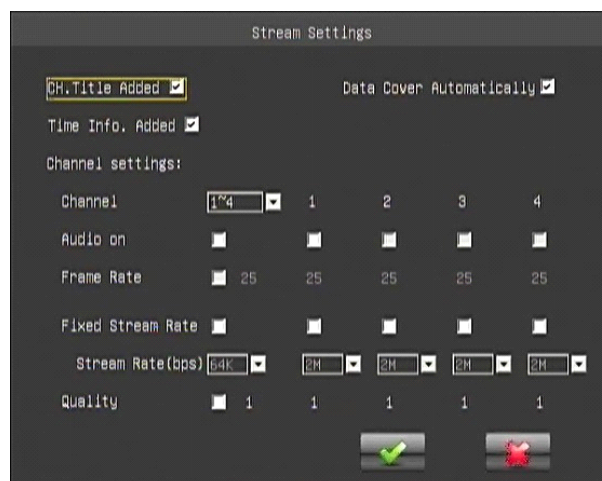 Stream Settings
CH.Title Added Data Cover Automatically
Time Info. Added
Channel settings:
Channel 1~4 1 2 3 4
Audio on
Frame Rate 25 25 25 25 25
Fixed Stream Rate
Stream Rate(bps) 64K 2M 2M 2M 2M
Quality 1 1 1 1 1